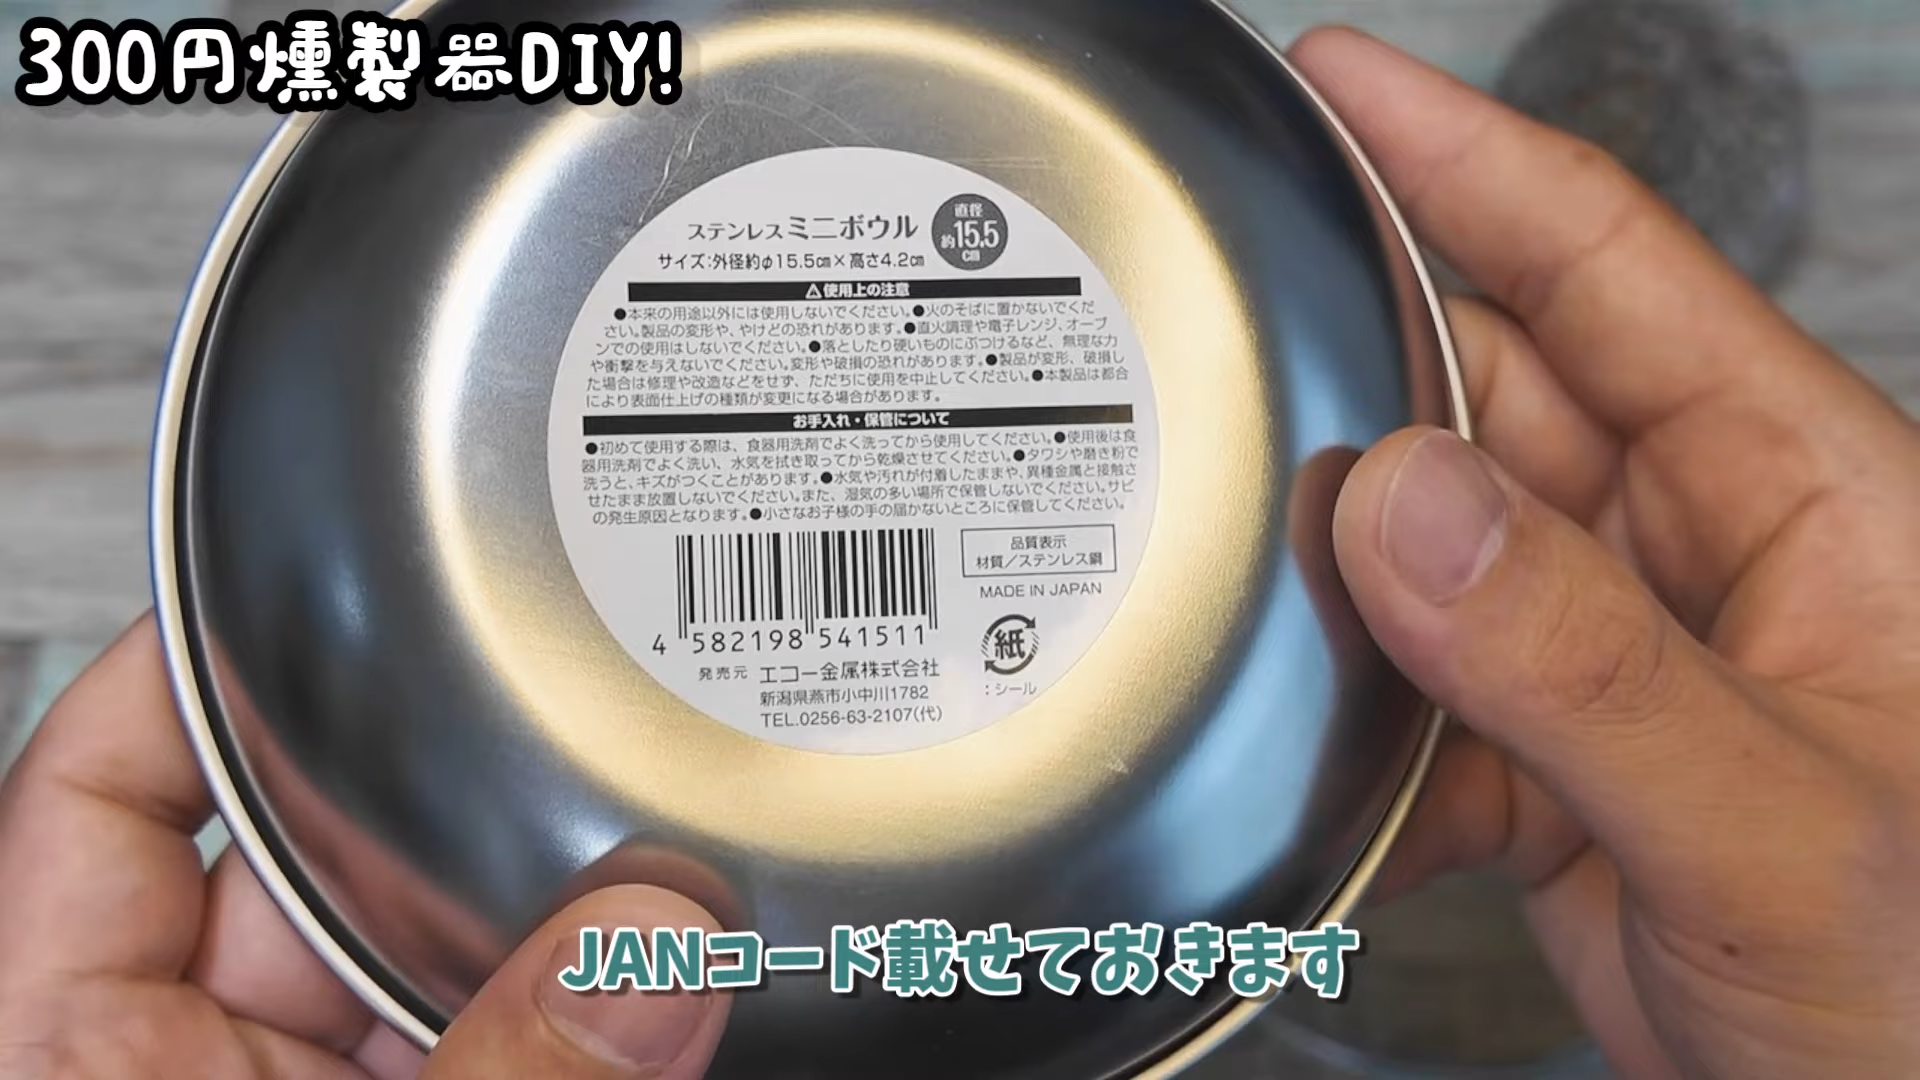 300円燻製器DIY!
ステンレスミニボウル
直径
約15.5
cm
サイズ:外径約φ15.5㎝×高さ4.2㎝
⚠使用上の注意
●本来の用途以外には使用しないでください。●火のそばに置かないでくだ
さい。製品の変形や、やけどの恐れがあります。●直火調理や電子レンジ、オーブ
ンでの使用はしないでください。●落としたり硬いものにぶつけるなど、無理な力
や衝撃を与えないでください。変形や破損の恐れがあります。●製品が変形、破損し
た場合は修理や改造などをせず、ただちに使用を中止してください。●本製品は都合
により表面仕上げの種類が変更になる場合があります。
お手入れ・保管について
●初めて使用する際は、食器用洗剤でよく洗ってから使用してください。●使用後は食
器用洗剤でよく洗い、水気を拭き取ってから乾燥させてください。●タワシや磨き粉で
洗うと、キズがつくことがあります。●水気や汚れが付着したままや、異種金属と接触さ
せたまま放置しないでください。また、湿気の多い場所で保管しないでください。サビ
の発生原因となります。●小さなお子様の手の届かないところに保管してください。
品質表示
材質/ステンレス鋼
MADE IN JAPAN
4 582198 541511
紙
:シール
発売元 エコー金属株式会社
新潟県燕市小中川1782
TEL.0256-63-2107(代)
JANコード載せておきます